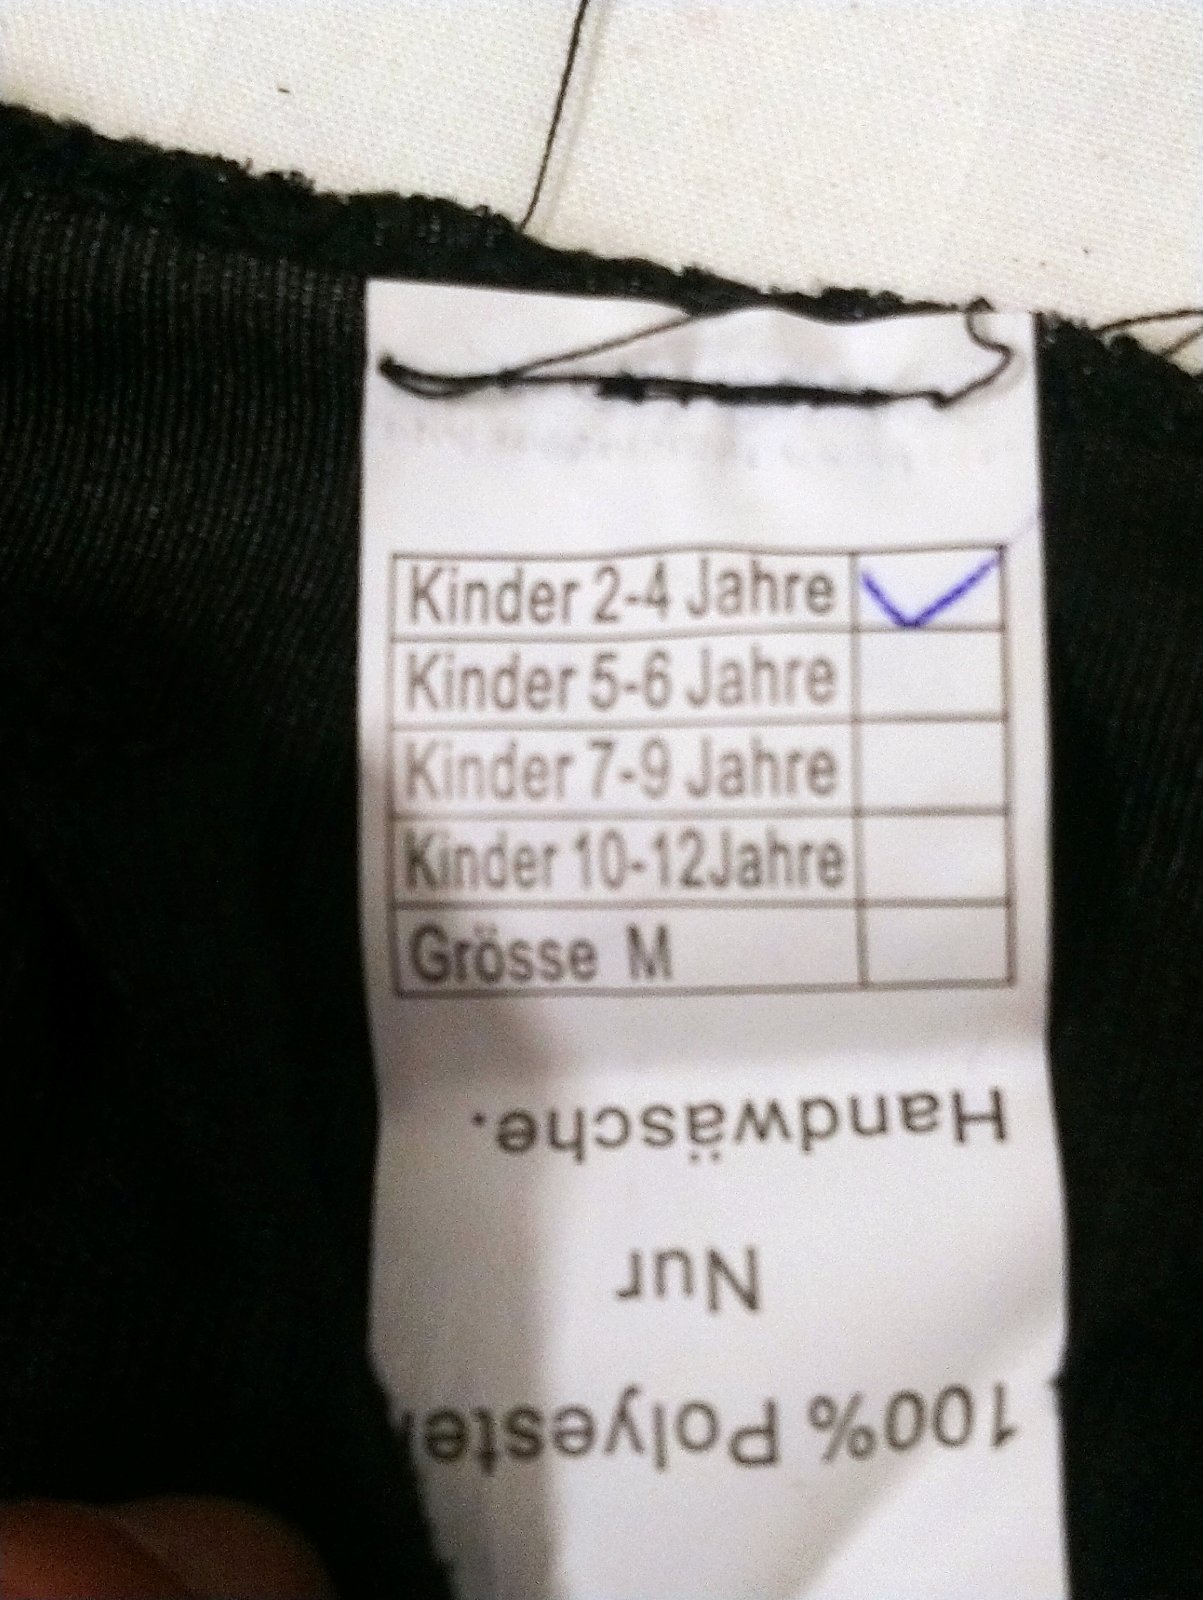 Kinder 2-4 Jahre
Kinder 5-6 Jahre
Kinder 7-9 Jahre
Kinder 10-12Jahre
Grösse M
100% Polyester
Nur
Handwäsche.